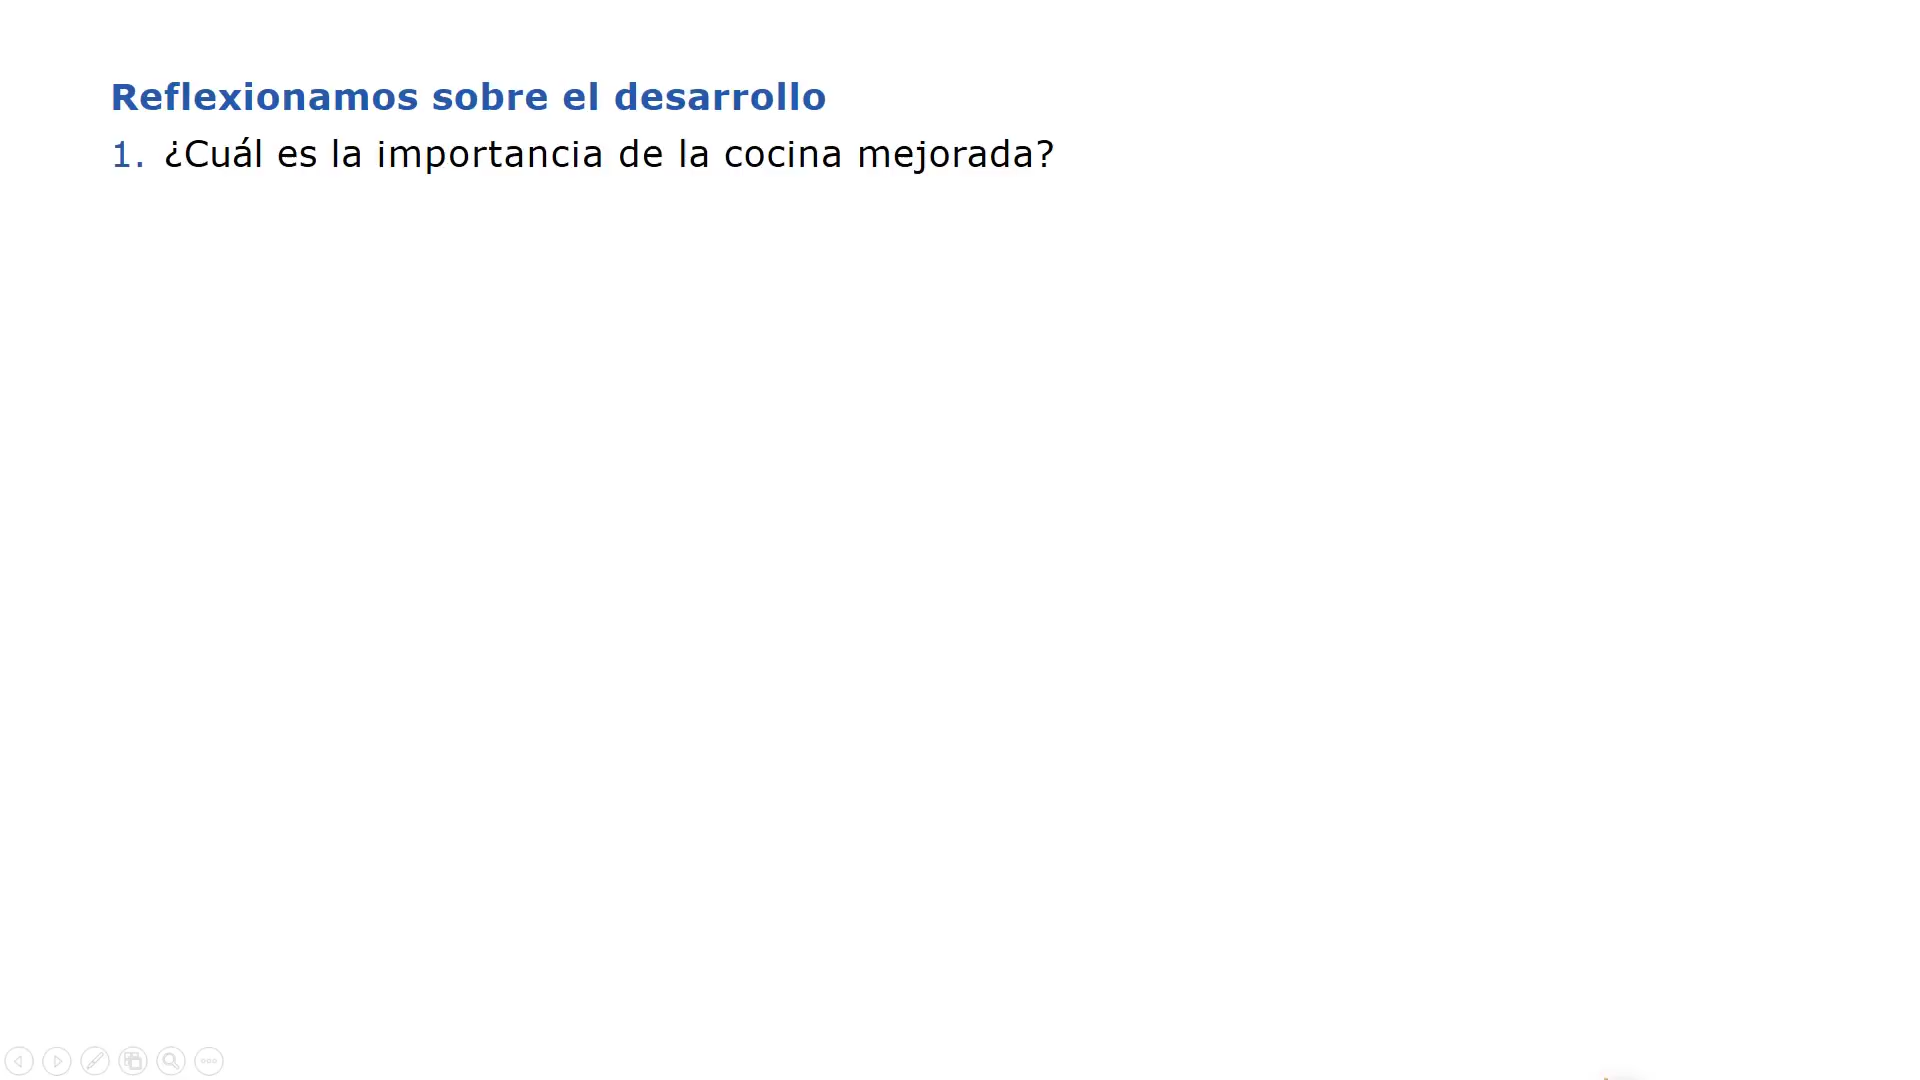 Reflexionamos sobre el desarrollo
1. ¿Cuál es la importancia de la cocina mejorada?